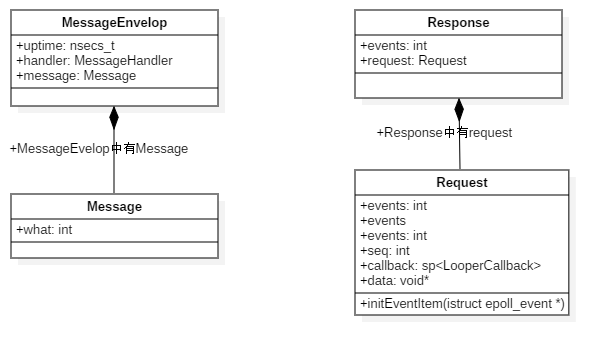 MessageEnvelop
+uptime: nsecs_t
+handler: MessageHandler
+message: Message
+MessageEvelop中有Message
Message
+what: int
Response
+events: int
+request: Request
+Response中有request
Request
+events: int
+events
+events: int
+seq: int
+callback: sp<LooperCallback>
+data: void*
+initEventItem(istruct epoll_event *)